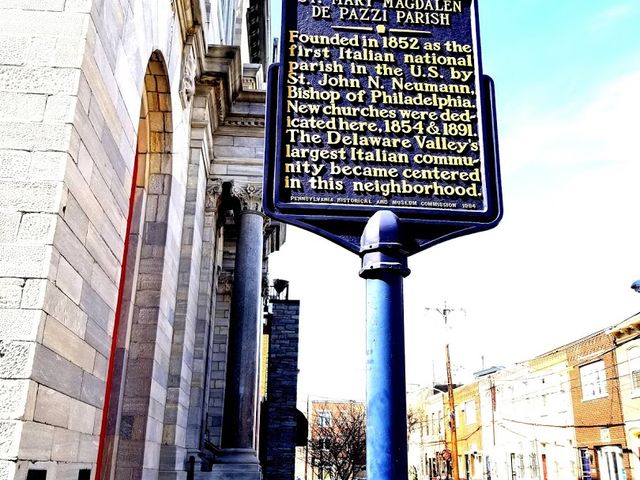 ST. MARY MAGDALEN
DE PAZZI PARISH
Founded in 1852 as the
first Italian national
parish in the U.S. by
St. John N. Neumann,
Bishop of Philadelphia.
New churches were ded-
icated here, 1854 & 1891.
The Delaware Valley's
largest Italian commu-
nity became centered
in this neighborhood.
PENNSYLVANIA HISTORICAL AND MUSEUM COMMISSION 1994